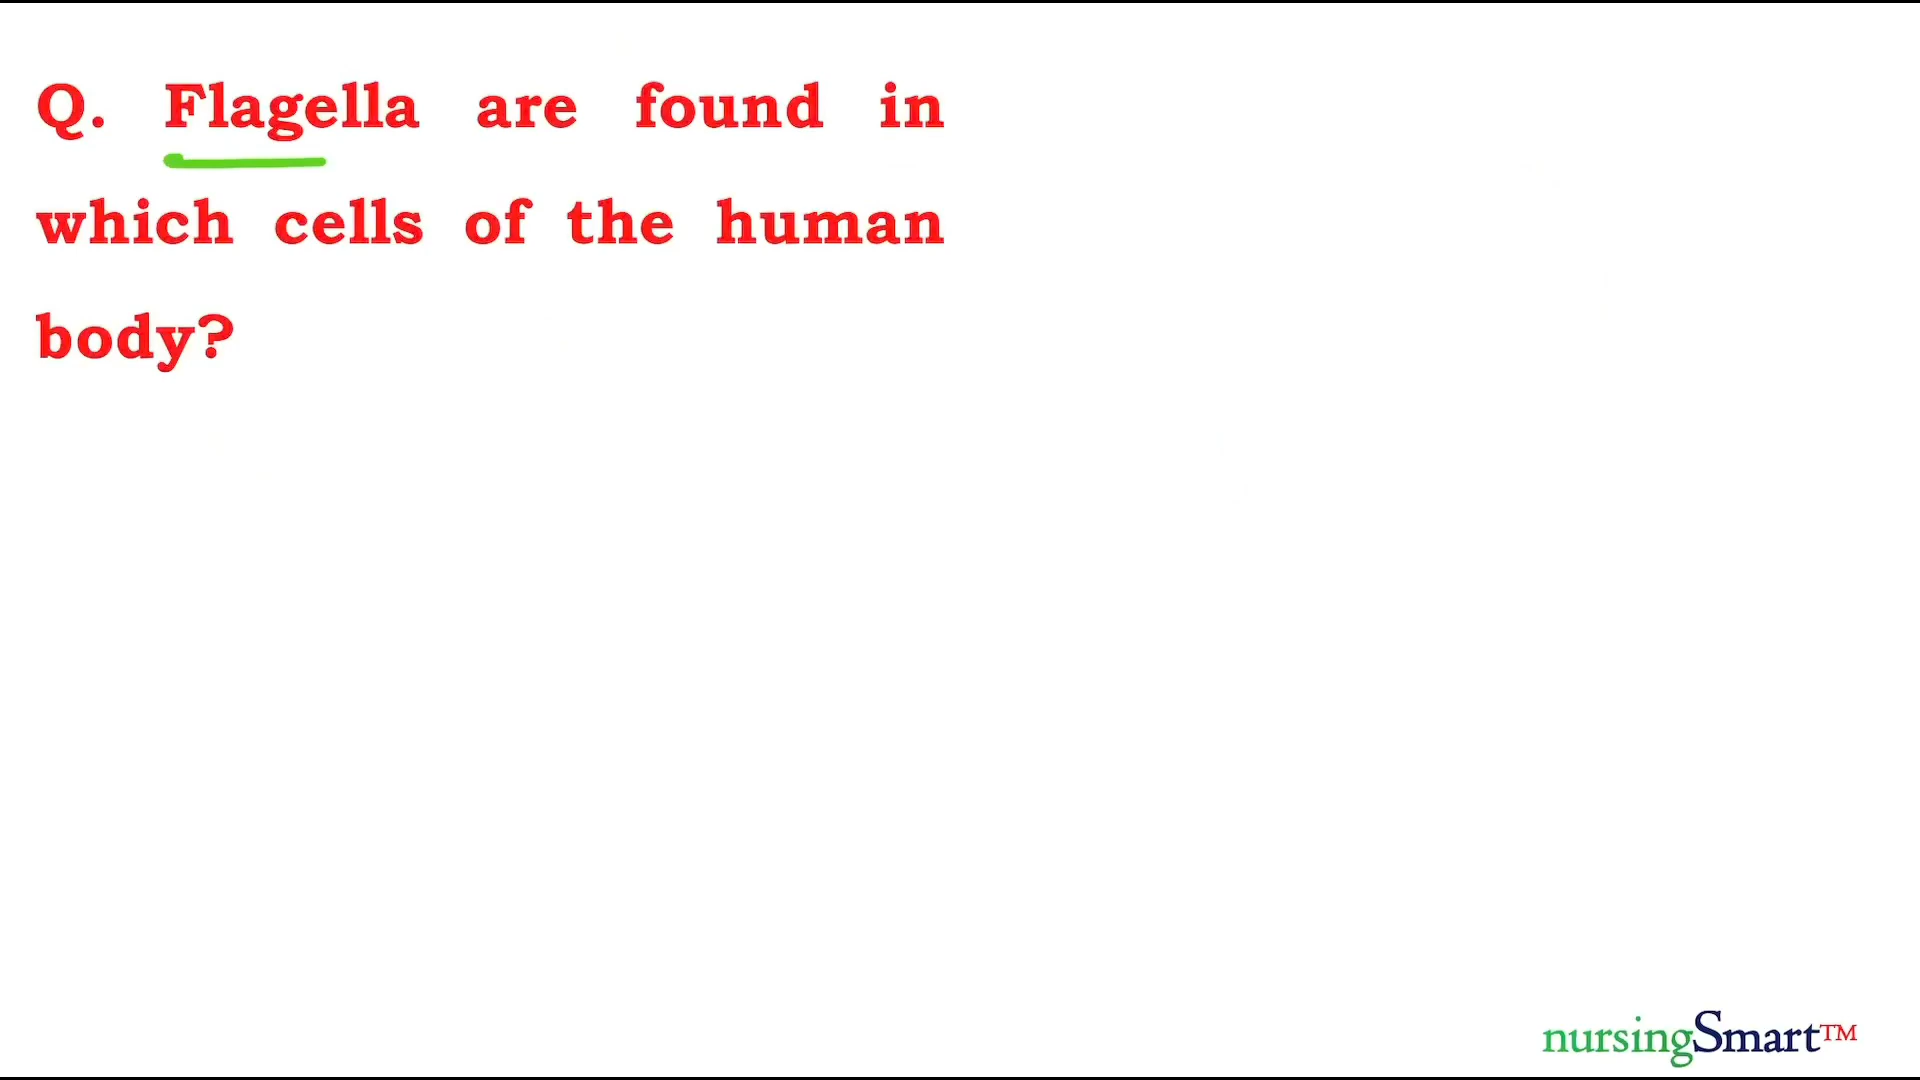 Q. Flagella are found in
which cells of the human
body?
nursingSmart™